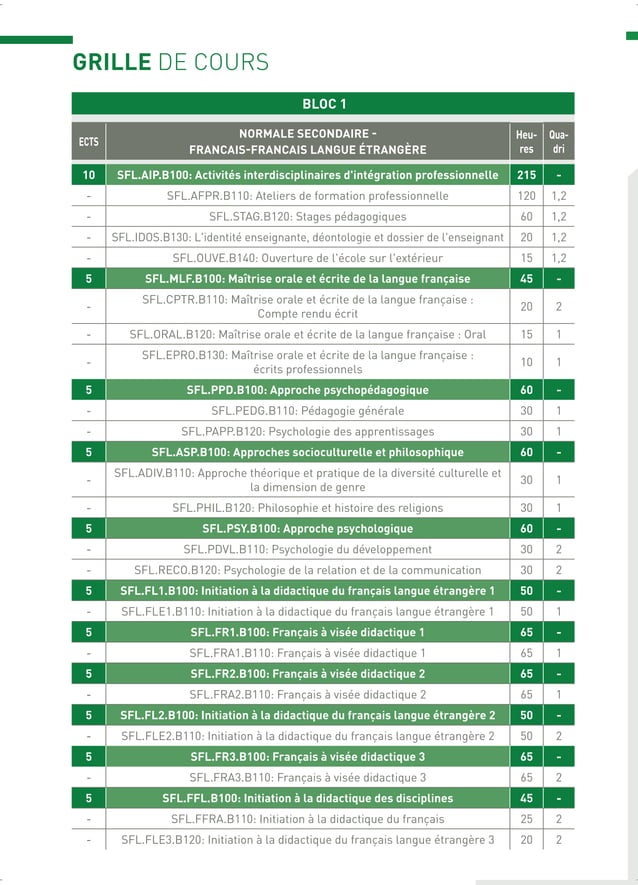 GRILLE DE COURS
BLOC 1
ECTS NORMALE SECONDAIRE - Heu- Qua-
FRANCAIS-FRANCAIS LANGUE ÉTRANGÈRE res dri
10 SFL.AIP.B100: Activités interdisciplinaires d'intégration professionnelle 215 -
- SFL.AFPR.B110: Ateliers de formation professionnelle 120 1,2
- SFL.STAG.B120: Stages pédagogiques 60 1,2
- SFL.IDOS.B130: L'identité enseignante, déontologie et dossier de l'enseignant 20 1,2
- SFL.OUVE.B140: Ouverture de l'école sur l'extérieur 15 1,2
5 SFL.MLF.B100: Maîtrise orale et écrite de la langue française 45 -
- SFL.CPTR.B110: Maîtrise orale et écrite de la langue française : 20 2
Compte rendu écrit
- SFL.ORAL.B120: Maîtrise orale et écrite de la langue française : Oral 15 1
- SFL.EPRO.B130: Maîtrise orale et écrite de la langue française : 10 1
écrits professionnels
5 SFL.PPD.B100: Approche psychopédagogique 60 -
- SFL.PEDG.B110: Pédagogie générale 30 1
- SFL.PAPP.B120: Psychologie des apprentissages 30 1
5 SFL.ASP.B100: Approches socioculturelle et philosophique 60 -
- SFL.ADIV.B110: Approche théorique et pratique de la diversité culturelle et 30 1
la dimension de genre
- SFL.PHIL.B120: Philosophie et histoire des religions 30 1
5 SFL.PSY.B100: Approche psychologique 60 -
- SFL.PDVL.B110: Psychologie du développement 30 2
- SFL.RECO.B120: Psychologie de la relation et de la communication 30 2
5 SFL.FL1.B100: Initiation à la didactique du français langue étrangère 1 50 -
- SFL.FLE1.B110: Initiation à la didactique du français langue étrangère 1 50 1
5 SFL.FR1.B100: Français à visée didactique 1 65 -
- SFL.FRA1.B110: Français à visée didactique 1 65 1
5 SFL.FR2.B100: Français à visée didactique 2 65 -
- SFL.FRA2.B110: Français à visée didactique 2 65 1
5 SFL.FL2.B100: Initiation à la didactique du français langue étrangère 2 50 -
- SFL.FLE2.B110: Initiation à la didactique du français langue étrangère 2 50 2
5 SFL.FR3.B100: Français à visée didactique 3 65 -
- SFL.FRA3.B110: Français à visée didactique 3 65 2
5 SFL.FFL.B100: Initiation à la didactique des disciplines 45 -
- SFL.FFRA.B110: Initiation à la didactique du français 25 2
- SFL.FLE3.B120: Initiation à la didactique du français langue étrangère 3 20 2